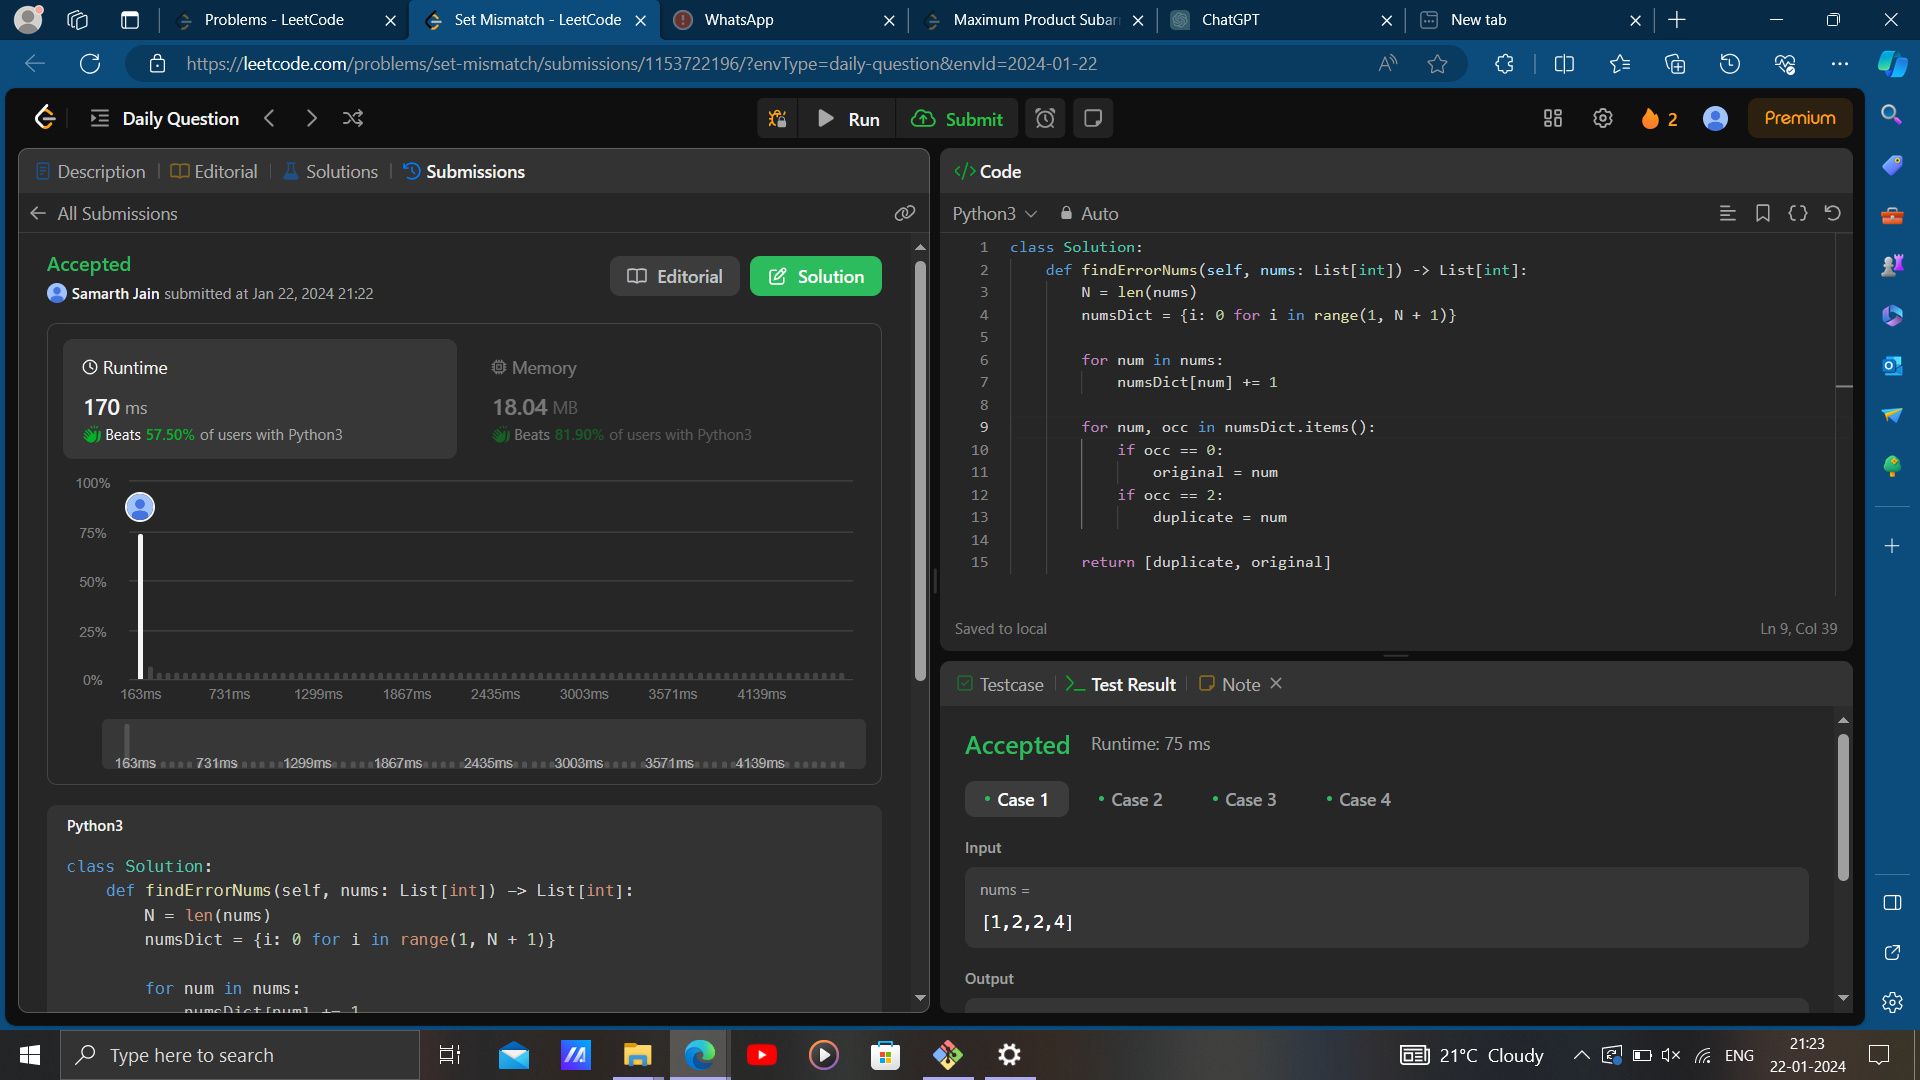 Problems - LeetCode
Set Mismatch - LeetCode
WhatsApp
Maximum Product Subar
ChatGPT
New tab
https://leetcode.com/problems/set-mismatch/submissions/1153722196/?envType=daily-question&envId=2024-01-22
Daily Question
Run
Submit
2
Premium
Description
Editorial
Solutions
Submissions
All Submissions
Accepted
Samarth Jain submitted at Jan 22, 2024 21:22
Editorial
Solution
Runtime
170 ms
Beats 57.50% of users with Python3
Memory
18.04 MB
Beats 81.90% of users with Python3
100%
75%
50%
25%
0%
163ms 731ms 1299ms 1867ms 2435ms 3003ms 3571ms 4139ms
163ms 731ms 1299ms 1867ms 2435ms 3003ms 3571ms 4139ms
Python3
class Solution:
    def findErrorNums(self, nums: List[int]) -> List[int]:
        N = len(nums)
        numsDict = {i: 0 for i in range(1, N + 1)}
        for num in nums:
            numsDict[num] += 1
Code
Python3
Auto
1 class Solution:
2     def findErrorNums(self, nums: List[int]) -> List[int]:
3         N = len(nums)
4         numsDict = {i: 0 for i in range(1, N + 1)}
5
6         for num in nums:
7             numsDict[num] += 1
8
9         for num, occ in numsDict.items():
10             if occ == 0:
11                 original = num
12             if occ == 2:
13                 duplicate = num
14
15         return [duplicate, original]
Saved to local
Ln 9, Col 39
Testcase
Test Result
Note
Accepted
Runtime: 75 ms
Case 1
Case 2
Case 3
Case 4
Input
nums =
[1,2,2,4]
Output
Type here to search
21°C Cloudy
ENG
21:23
22-01-2024